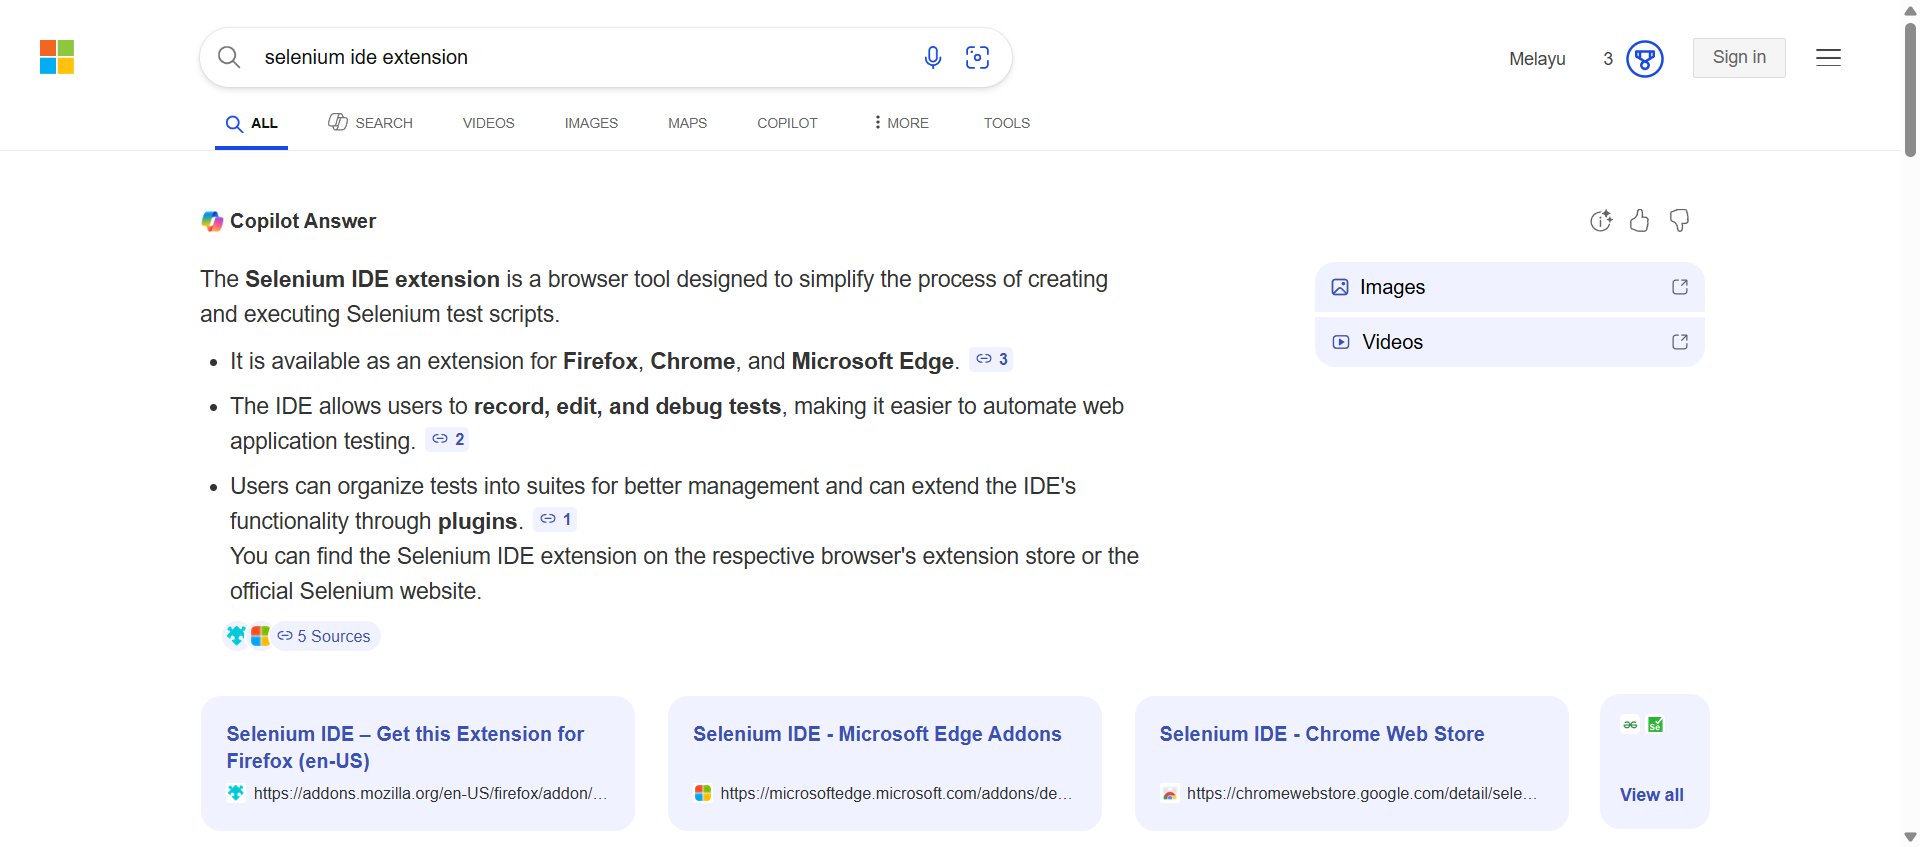 selenium ide extension
Melayu 3 Sign in
ALL SEARCH VIDEOS IMAGES MAPS COPILOT MORE TOOLS
Copilot Answer
The Selenium IDE extension is a browser tool designed to simplify the process of creating
and executing Selenium test scripts.
Images
Videos
• It is available as an extension for Firefox, Chrome, and Microsoft Edge. 3
• The IDE allows users to record, edit, and debug tests, making it easier to automate web
application testing. 2
• Users can organize tests into suites for better management and can extend the IDE's
functionality through plugins. 1
You can find the Selenium IDE extension on the respective browser's extension store or the
official Selenium website.
5 Sources
Selenium IDE – Get this Extension for
Firefox (en-US)
https://addons.mozilla.org/en-US/firefox/addon/...
Selenium IDE - Microsoft Edge Addons
https://microsoftedge.microsoft.com/addons/de...
Selenium IDE - Chrome Web Store
https://chromewebstore.google.com/detail/sele...
Se
View all